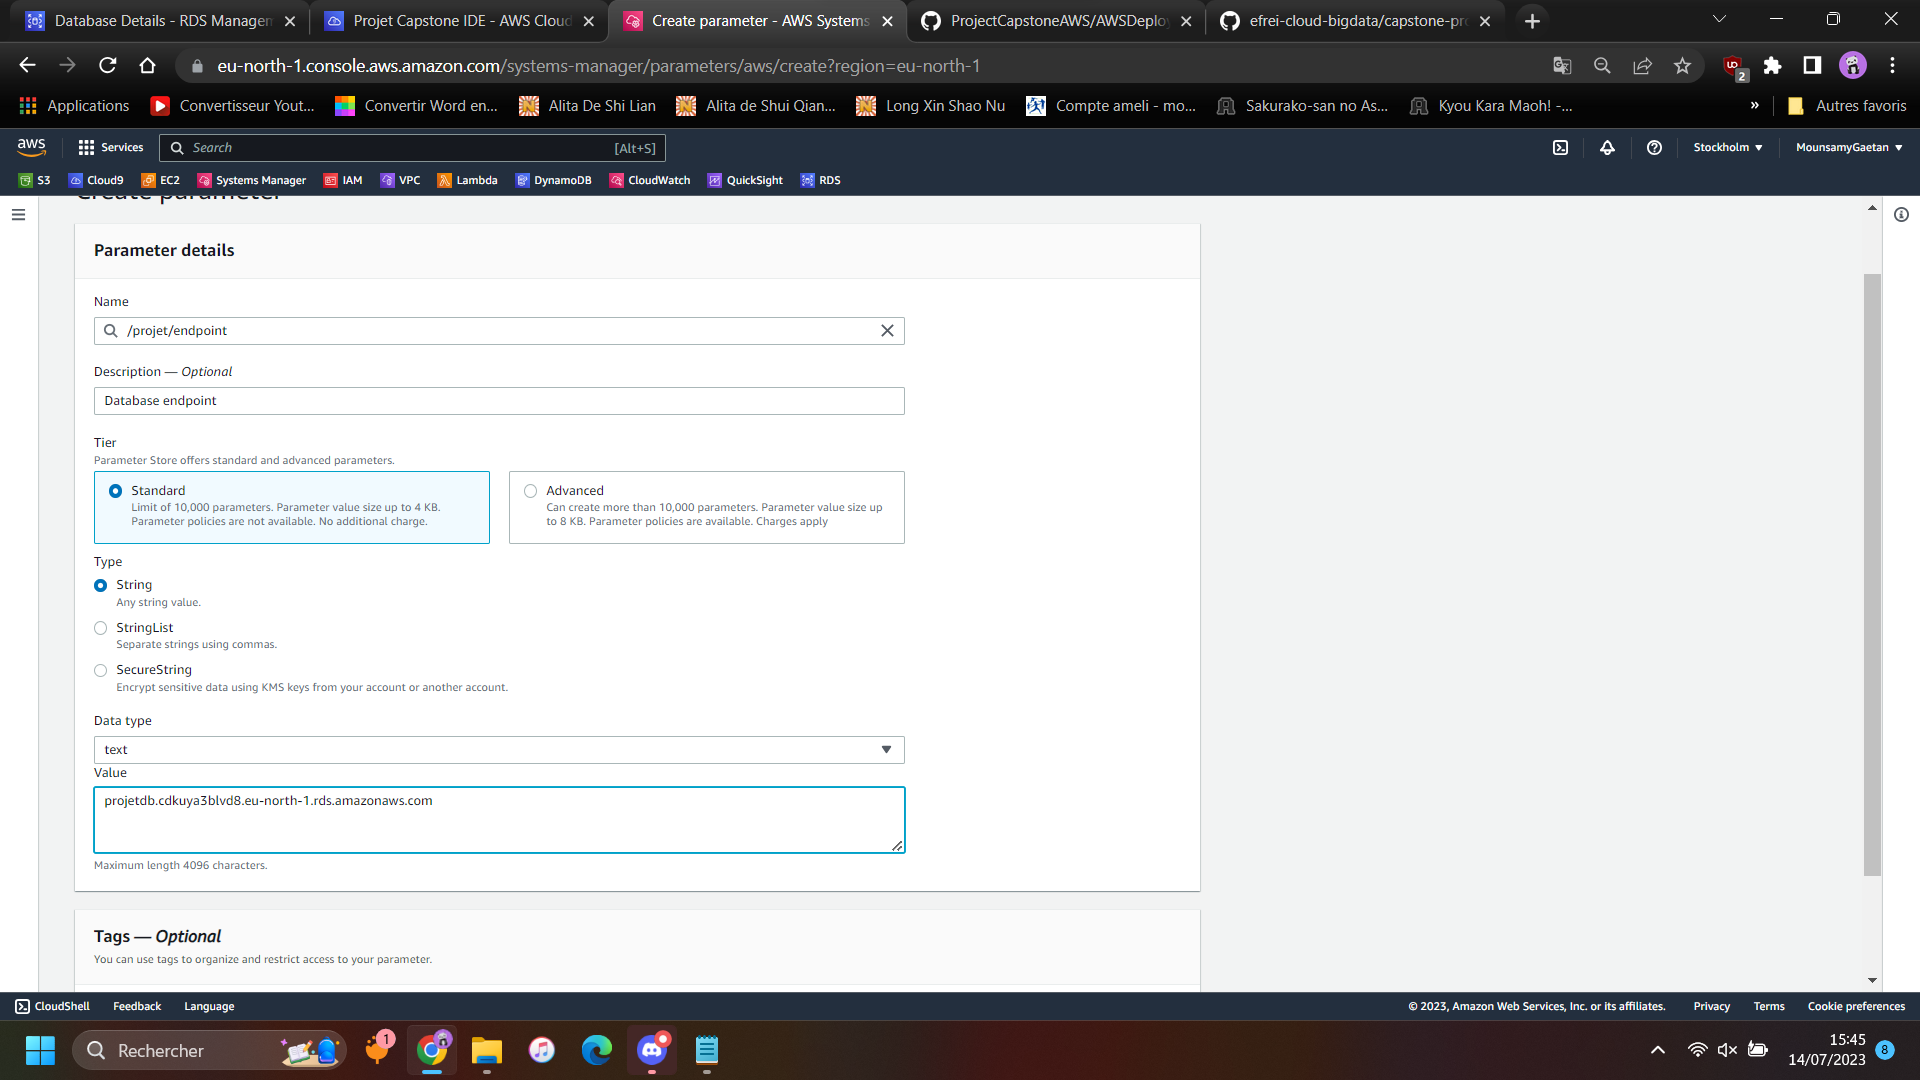 Database Details - RDS Managem
Projet Capstone IDE - AWS Cloud
Create parameter - AWS Systems
ProjectCapstoneAWS/AWSDeploy
efrei-cloud-bigdata/capstone-pro
eu-north-1.console.aws.amazon.com/systems-manager/parameters/aws/create?region=eu-north-1
2
Applications
Convertisseur Yout...
Convertir Word en...
Alita De Shi Lian
Alita de Shui Qian...
Long Xin Shao Nu
Compte ameli - mo...
Sakurako-san no As...
Kyou Kara Maoh! -...
»
Autres favoris
aws
Services
Search
[Alt+S]
Stockholm
MounsamyGaetan
S3
Cloud9
EC2
Systems Manager
IAM
VPC
Lambda
DynamoDB
CloudWatch
QuickSight
RDS
Create parameter
Parameter details
Name
/projet/endpoint
Description — Optional
Database endpoint
Tier
Parameter Store offers standard and advanced parameters.
Standard
Limit of 10,000 parameters. Parameter value size up to 4 KB.
Parameter policies are not available. No additional charge.
Advanced
Can create more than 10,000 parameters. Parameter value size up
to 8 KB. Parameter policies are available. Charges apply
Type
String
Any string value.
StringList
Separate strings using commas.
SecureString
Encrypt sensitive data using KMS keys from your account or another account.
Data type
text
Value
projetdb.cdkuya3blvd8.eu-north-1.rds.amazonaws.com
Maximum length 4096 characters.
Tags — Optional
You can use tags to organize and restrict access to your parameter.
CloudShell
Feedback
Language
© 2023, Amazon Web Services, Inc. or its affiliates.
Privacy
Terms
Cookie preferences
Rechercher
1
15:45
14/07/2023
8